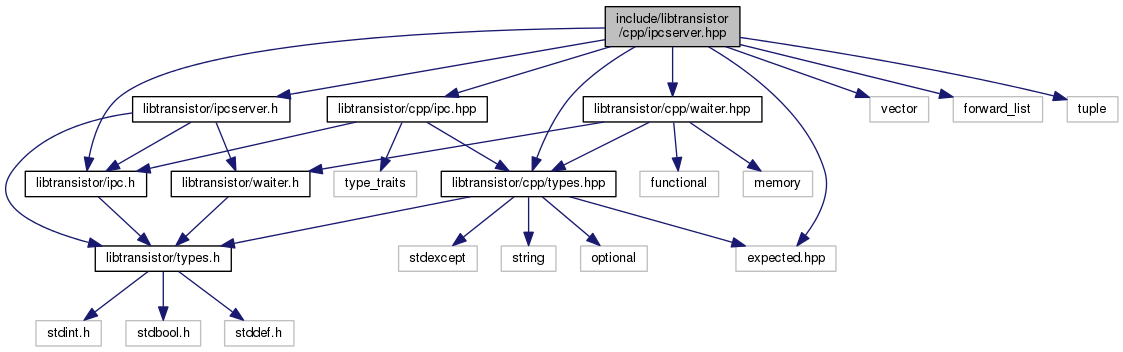 include/libtransistor
/cpp/ipcserver.hpp
libtransistor/ipcserver.h
libtransistor/cpp/ipc.hpp
libtransistor/cpp/waiter.hpp
vector
forward_list
tuple
libtransistor/ipc.h
libtransistor/waiter.h
type_traits
libtransistor/cpp/types.hpp
functional
memory
libtransistor/types.h
stdexcept
string
optional
expected.hpp
stdint.h
stdbool.h
stddef.h